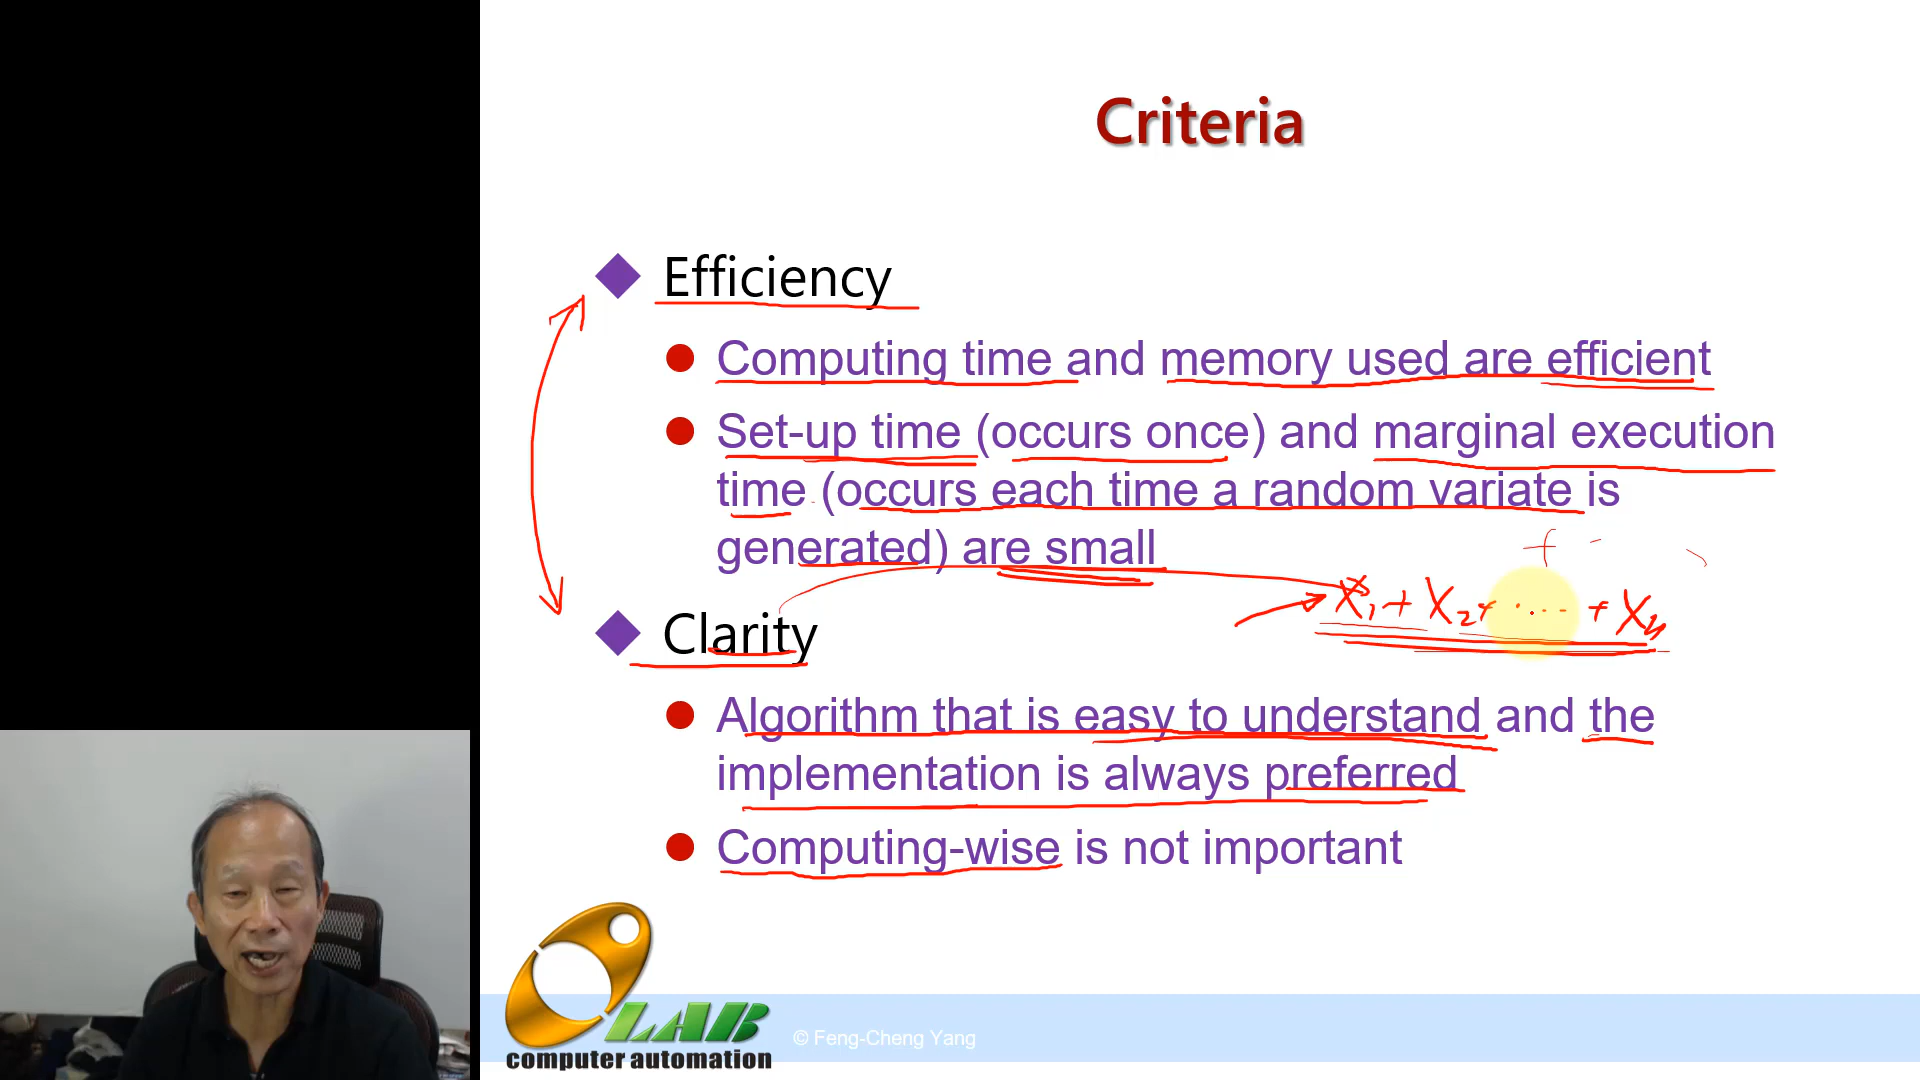 Criteria
Efficiency
Computing time and memory used are efficient
Set-up time (occurs once) and marginal execution
time (occurs each time a random variate is
generated) are small
X₁ + X₂ + ···· + Xₙ
Clarity
Algorithm that is easy to understand and the
implementation is always preferred
Computing-wise is not important
LAB
computer automation
© Feng-Cheng Yang